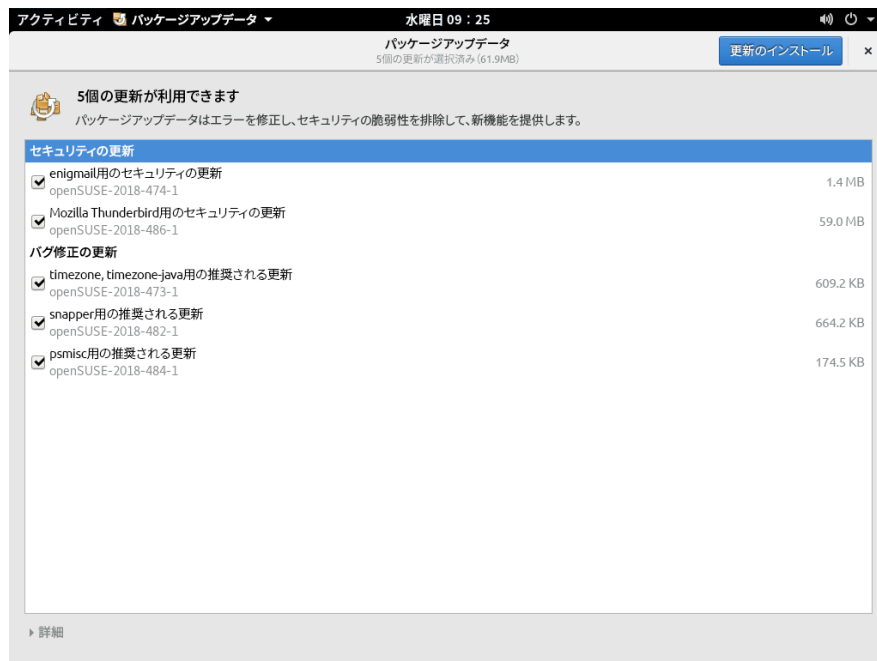 アクティビティ パッケージアップデータ 水曜日 09：25
パッケージアップデータ
5個の更新が選択済み (61.9MB)
更新のインストール ×
5個の更新が利用できます
パッケージアップデータはエラーを修正し、セキュリティの脆弱性を排除して、新機能を提供します。
セキュリティの更新
enigmail用のセキュリティの更新
openSUSE-2018-474-1
1.4 MB
Mozilla Thunderbird用のセキュリティの更新
openSUSE-2018-486-1
59.0 MB
バグ修正の更新
timezone, timezone-java用の推奨される更新
openSUSE-2018-473-1
609.2 KB
snapper用の推奨される更新
openSUSE-2018-482-1
664.2 KB
psmisc用の推奨される更新
openSUSE-2018-484-1
174.5 KB
詳細